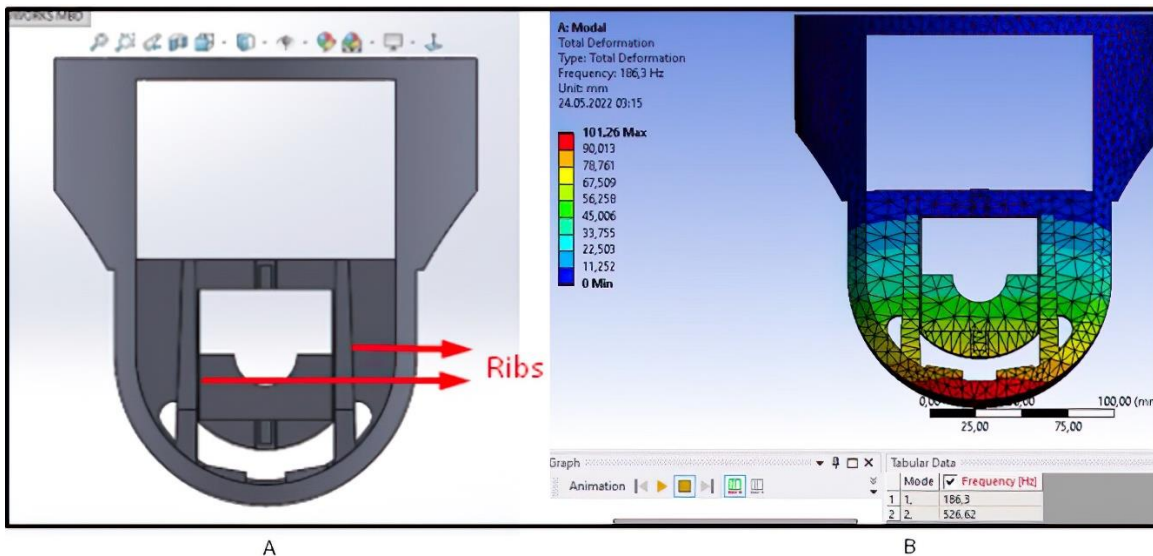 WORKS MBD
Ribs
A: Modal
Total Deformation
Type: Total Deformation
Frequency: 186,3 Hz
Unit: mm
24.05.2022 03:15
101,26 Max
90,013
78,761
67,509
56,258
45,006
33,755
22,503
11,252
0 Min
0,00
100,00 (mm
25,00
75,00
Graph
Animation
Tabular Data
Mode
Frequency [Hz]
1 1, 186,3
2 2, 526,62
A
B